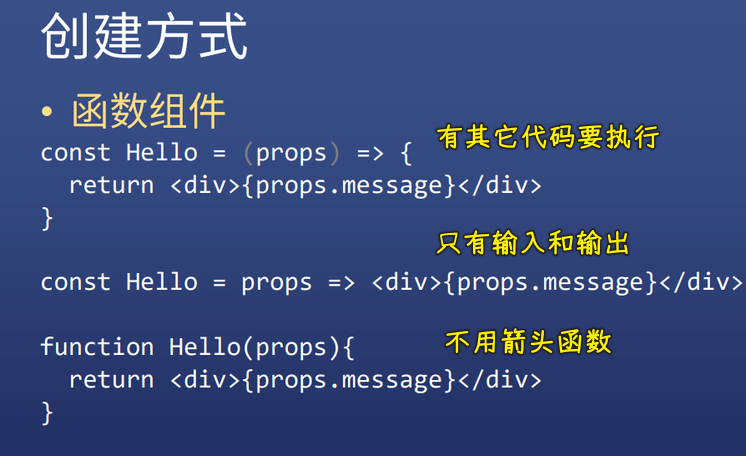 创建方式
• 函数组件
有其它代码要执行
const Hello = (props) => {
  return <div>{props.message}</div>
}
只有输入和输出
const Hello = props => <div>{props.message}</div>
不用箭头函数
function Hello(props){
  return <div>{props.message}</div>
}